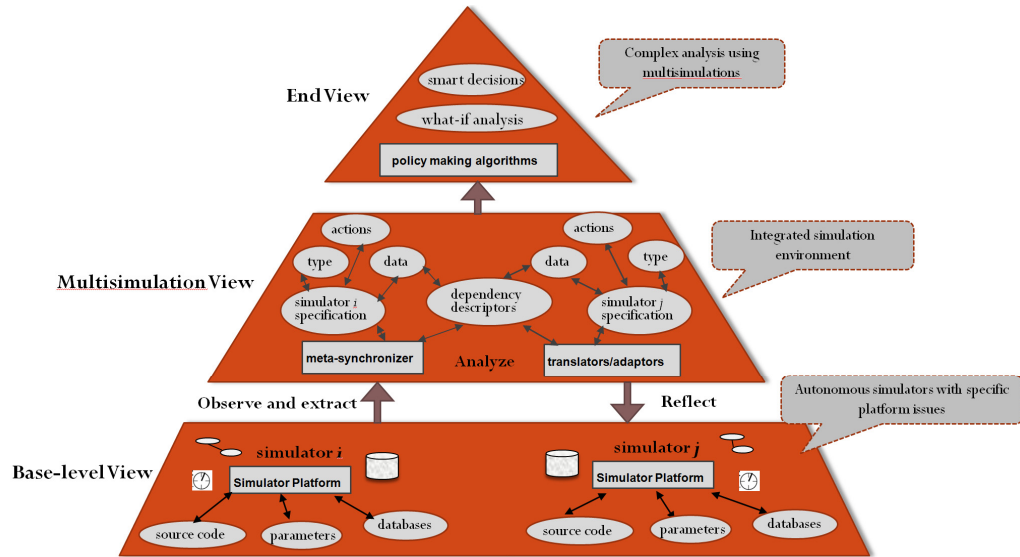 Complex analysis using
multisimulations
smart decisions
End View
what-if analysis
policy making algorithms
actions
actions
Integrated simulation
environment
type
data
data
type
Multisimulation View
dependency
descriptors
simulator i
specification
simulator j
specification
meta-synchronizer
Analyze
translators/adaptors
Observe and extract
Reflect
Autonomous simulators with specific
platform issues
simulator i
simulator j
Base-level View
Simulator Platform
Simulator Platform
source code
parameters
databases
source code
parameters
databases